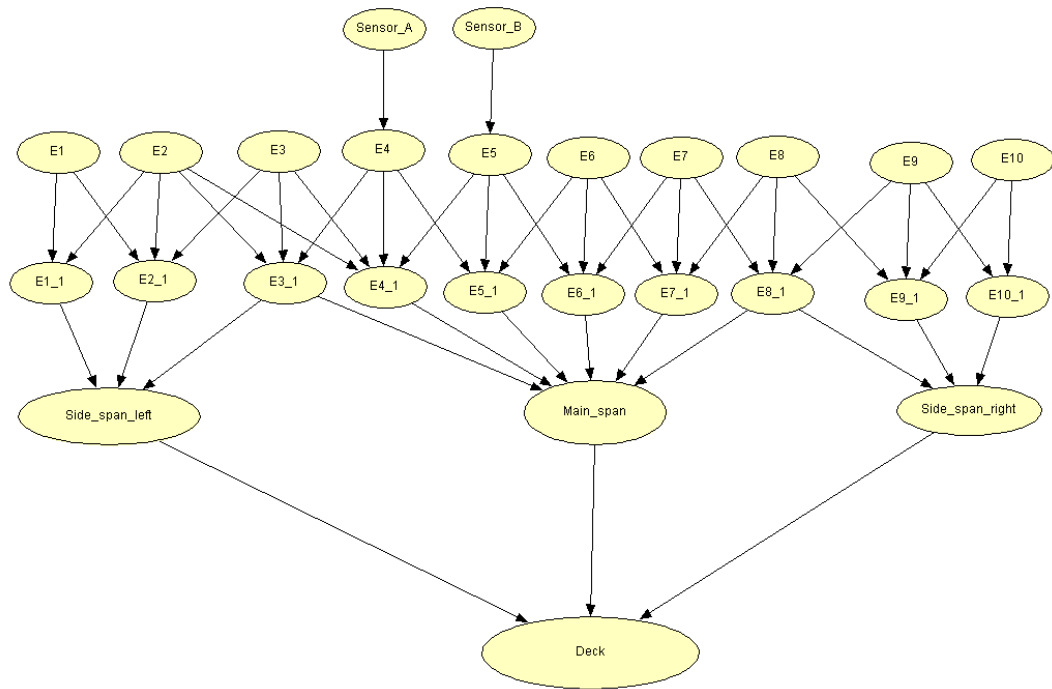 Sensor_A
Sensor_B
E1
E2
E3
E4
E5
E6
E7
E8
E9
E10
E1_1
E2_1
E3_1
E4_1
E5_1
E6_1
E7_1
E8_1
E9_1
E10_1
Side_span_left
Main_span
Side_span_right
Deck